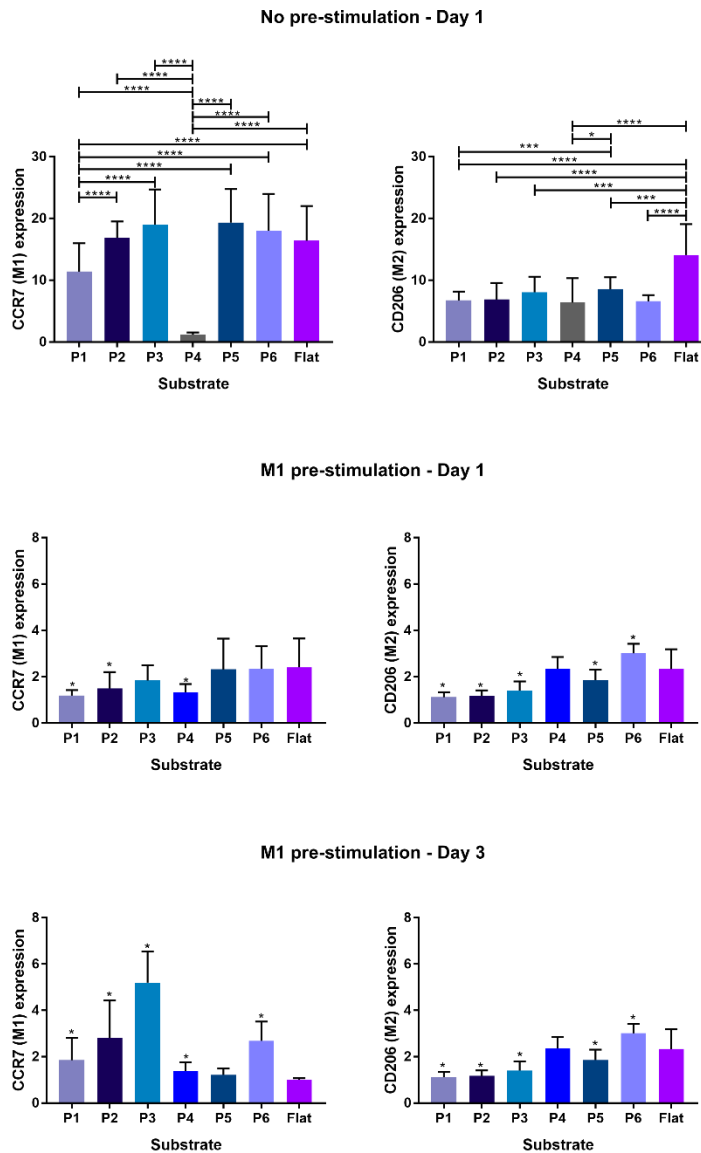 No pre-stimulation - Day 1
****
****
****
****
****
****
****
****
****
****
****
CCR7 (M1) expression
30
20
10
0
P1 P2 P3 P4 P5 P6 Flat
Substrate
****
*
***
****
****
***
***
****
CD206 (M2) expression
30
20
10
0
P1 P2 P3 P4 P5 P6 Flat
Substrate
M1 pre-stimulation - Day 1
CCR7 (M1) expression
8
6
4
2
0
* * *
P1 P2 P3 P4 P5 P6 Flat
Substrate
CD206 (M2) expression
8
6
4
2
0
* * * * *
P1 P2 P3 P4 P5 P6 Flat
Substrate
M1 pre-stimulation - Day 3
CCR7 (M1) expression
8
6
4
2
0
* * * * *
P1 P2 P3 P4 P5 P6 Flat
Substrate
CD206 (M2) expression
8
6
4
2
0
* * * * *
P1 P2 P3 P4 P5 P6 Flat
Substrate